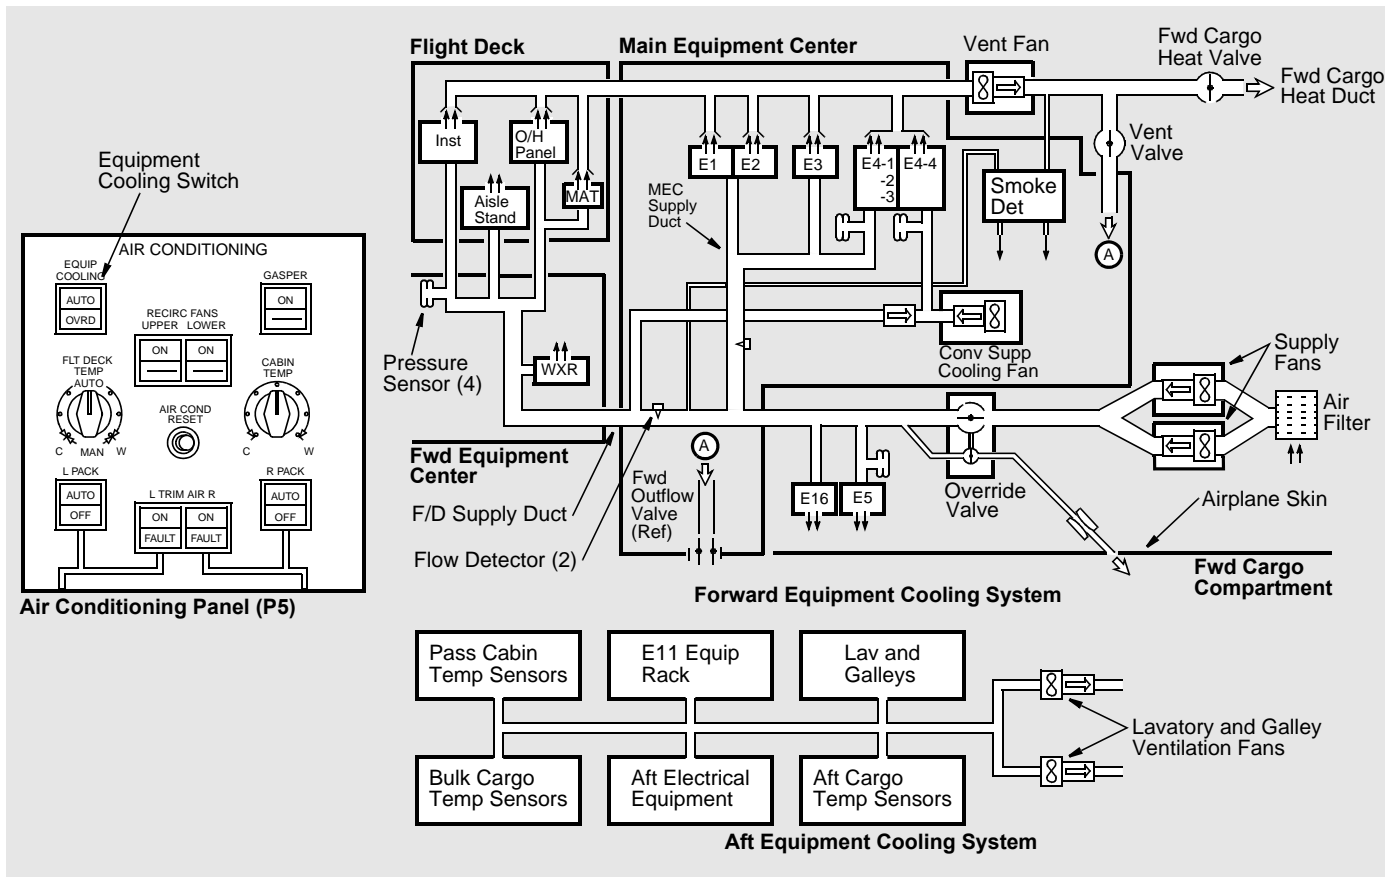 Equipment
Cooling Switch
AIR CONDITIONING
EQUIP
COOLING
AUTO
OVRD
GASPER
ON
RECIRC FANS
UPPER LOWER
ON
ON
FLT DECK
TEMP
AUTO
C MAN W
AIR COND
RESET
CABIN
TEMP
C W
L PACK
AUTO
OFF
L TRIM AIR R
ON
FAULT
ON
FAULT
R PACK
AUTO
OFF
Air Conditioning Panel (P5)
Flight Deck
Inst
O/H
Panel
Aisle
Stand
MAT
Pressure
Sensor (4)
WXR
Fwd Equipment
Center
F/D Supply Duct
Flow Detector (2)
Main Equipment Center
E1
E2
E3
E4-1
-2
-3
E4-4
MEC
Supply
Duct
Smoke
Det
Conv Supp
Cooling Fan
Vent Fan
Fwd Cargo
Heat Valve
Fwd Cargo
Heat Duct
Vent
Valve
A
Supply
Fans
Air
Filter
A
Fwd
Outflow
Valve
(Ref)
E16
E5
Override
Valve
Airplane Skin
Fwd Cargo
Compartment
Forward Equipment Cooling System
Pass Cabin
Temp Sensors
E11 Equip
Rack
Lav and
Galleys
Bulk Cargo
Temp Sensors
Aft Electrical
Equipment
Aft Cargo
Temp Sensors
Lavatory and Galley
Ventilation Fans
Aft Equipment Cooling System